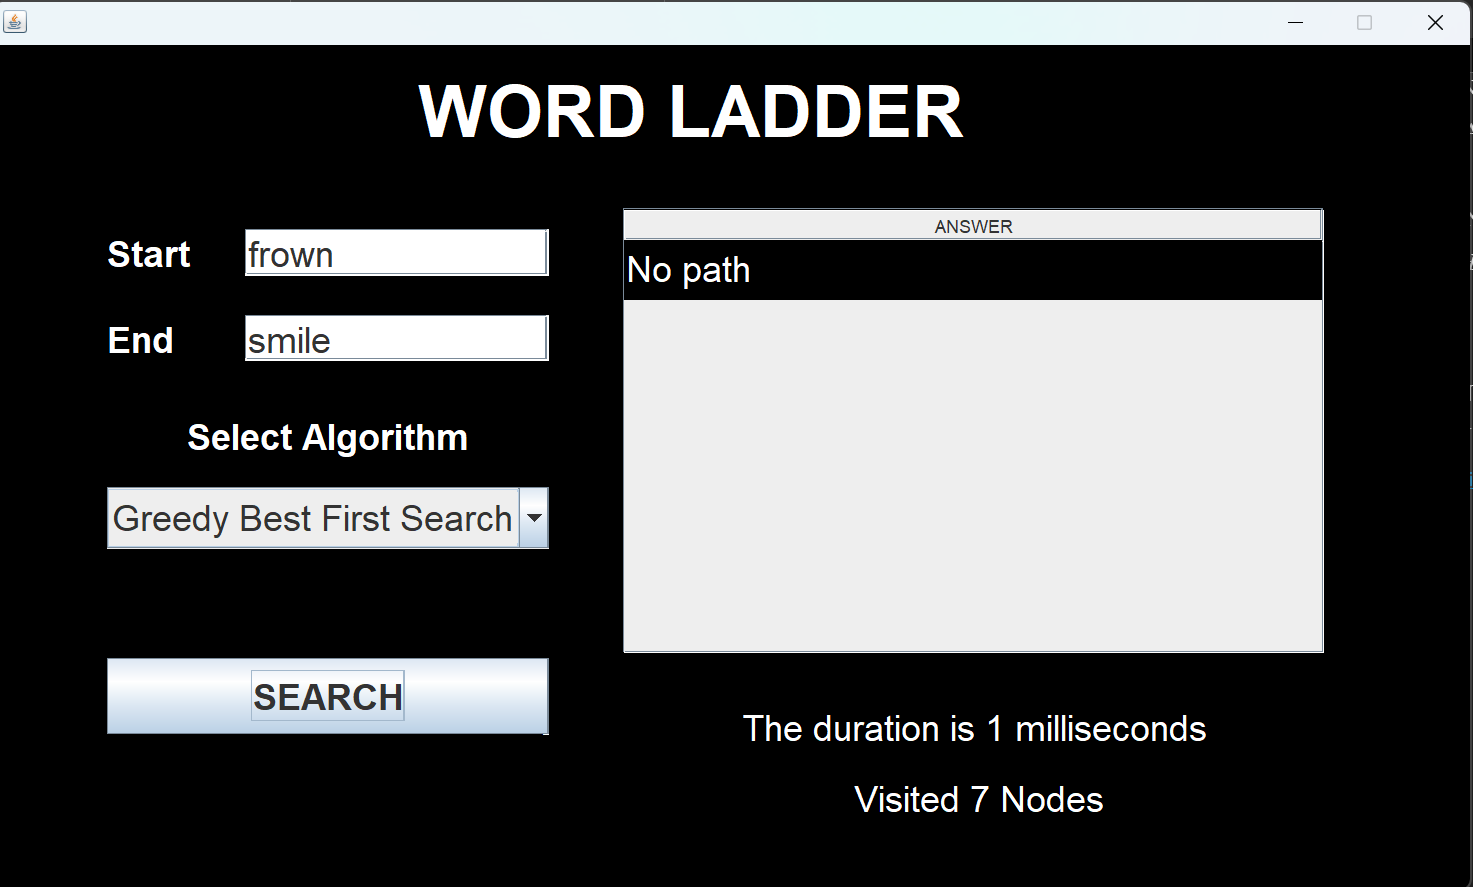 WORD LADDER
Start
frown
End
smile
Select Algorithm
Greedy Best First Search
SEARCH
ANSWER
No path
The duration is 1 milliseconds
Visited 7 Nodes